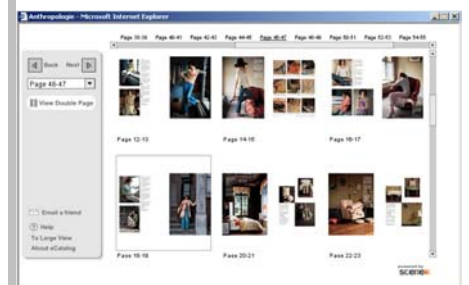 Anthropologie - Microsoft Internet Explorer
Page 38-39 Page 40-41 Page 42-43 Page 44-45 Page 46-47 Page 48-49 Page 50-51 Page 52-53 Page 54-55
Back Next
Page 46-47
View Double Page
Page 12-13 Page 14-15 Page 16-17
Email a friend
Help
To Large View
About eCatalog
Page 18-19 Page 20-21 Page 22-23
powered by
scene